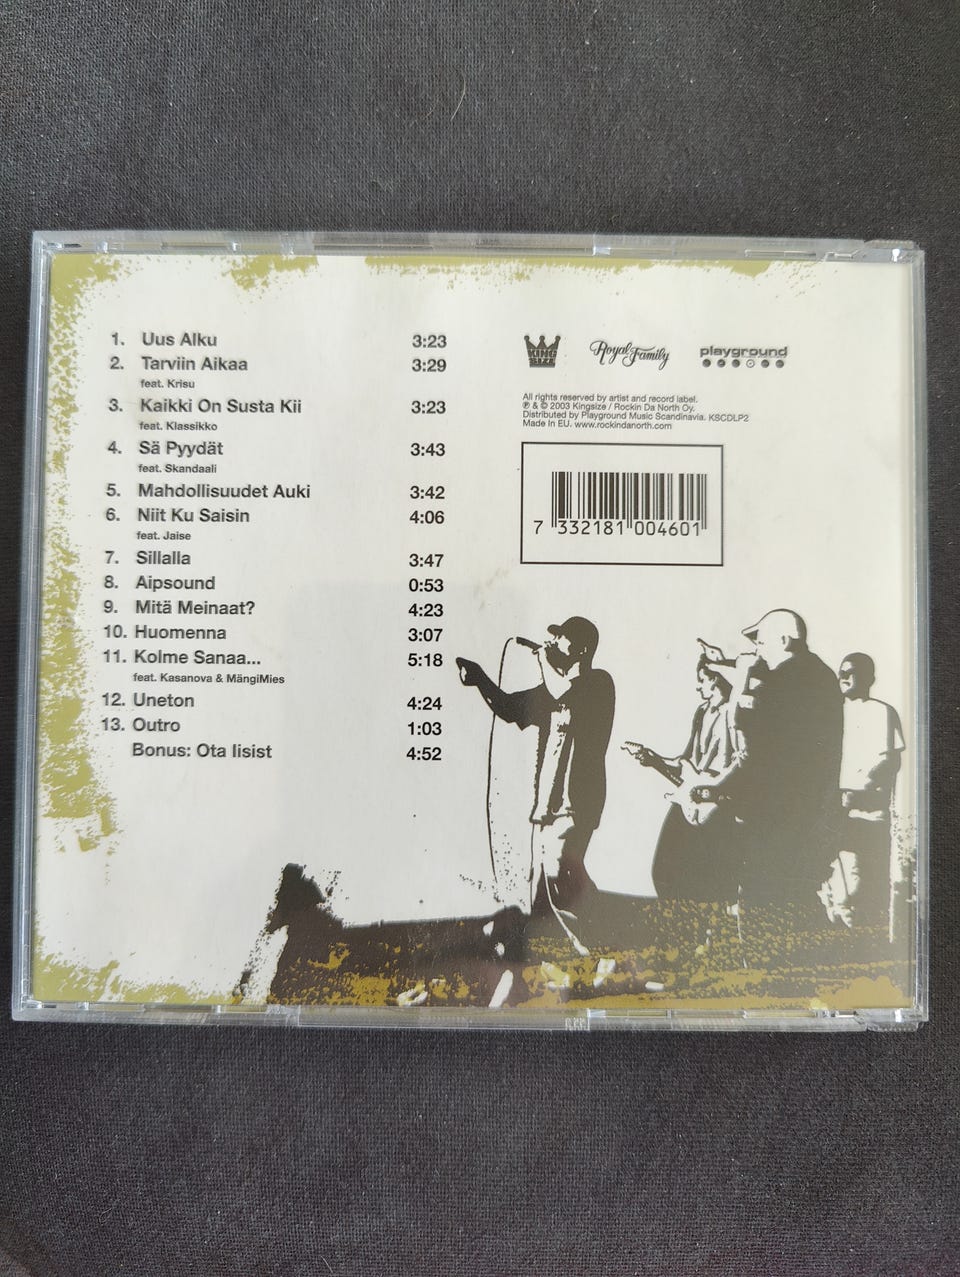 1. Uus Alku 3:23
2. Tarviin Aikaa 3:29
feat. Krisu
3. Kaikki On Susta Kii 3:23
feat. Klassikko
4. Sä Pyydät 3:43
feat. Skandaali
5. Mahdollisuudet Auki 3:42
6. Niit Ku Saisin 4:06
feat. Jaise
7. Sillalla 3:47
8. Aipsound 0:53
9. Mitä Meinaat? 4:23
10. Huomenna 3:07
11. Kolme Sanaa... 5:18
feat. Kasanova & MängiMies
12. Uneton 4:24
13. Outro 1:03
Bonus: Ota Iisist 4:52
KING SIZE
Royal Family
playground
All rights reserved by artist and record label.
℗ & © 2003 Kingsize / Rockin Da North Oy.
Distributed by Playground Music Scandinavia. KSCDLP2
Made In EU. www.rockindanorth.com
7 332181 004601